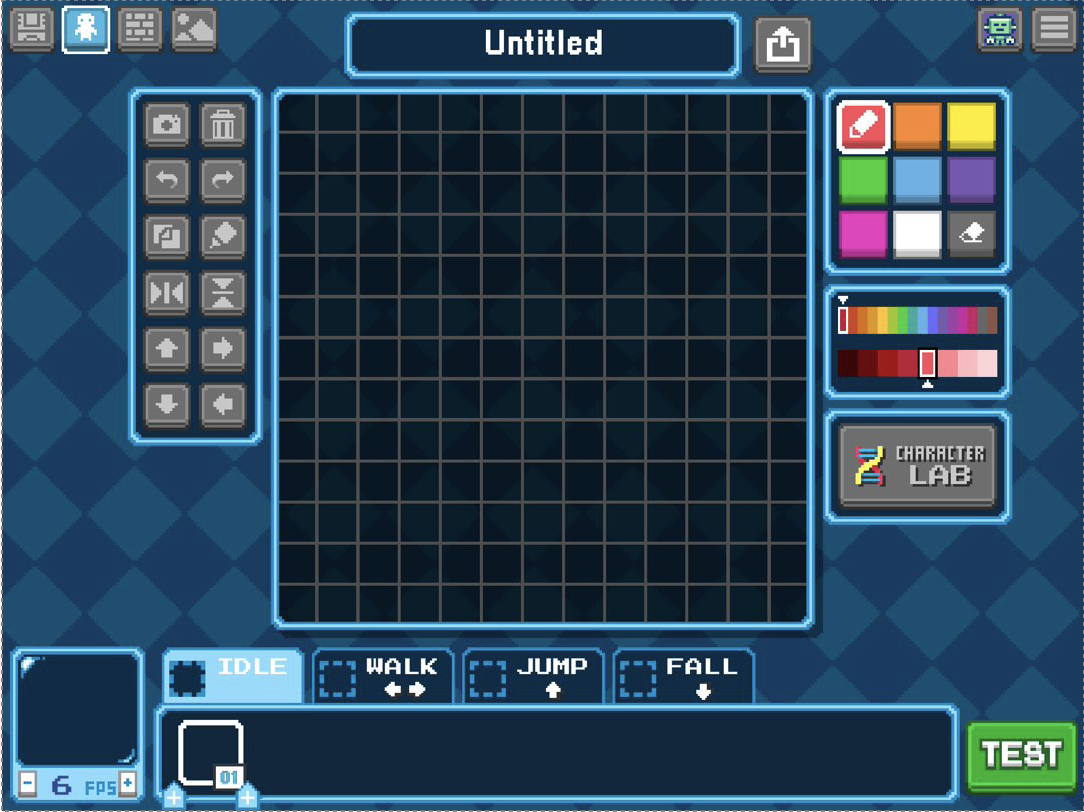 Untitled
CHARACTER
LAB
IDLE
WALK
JUMP
FALL
01
- 6 FPS +
TEST